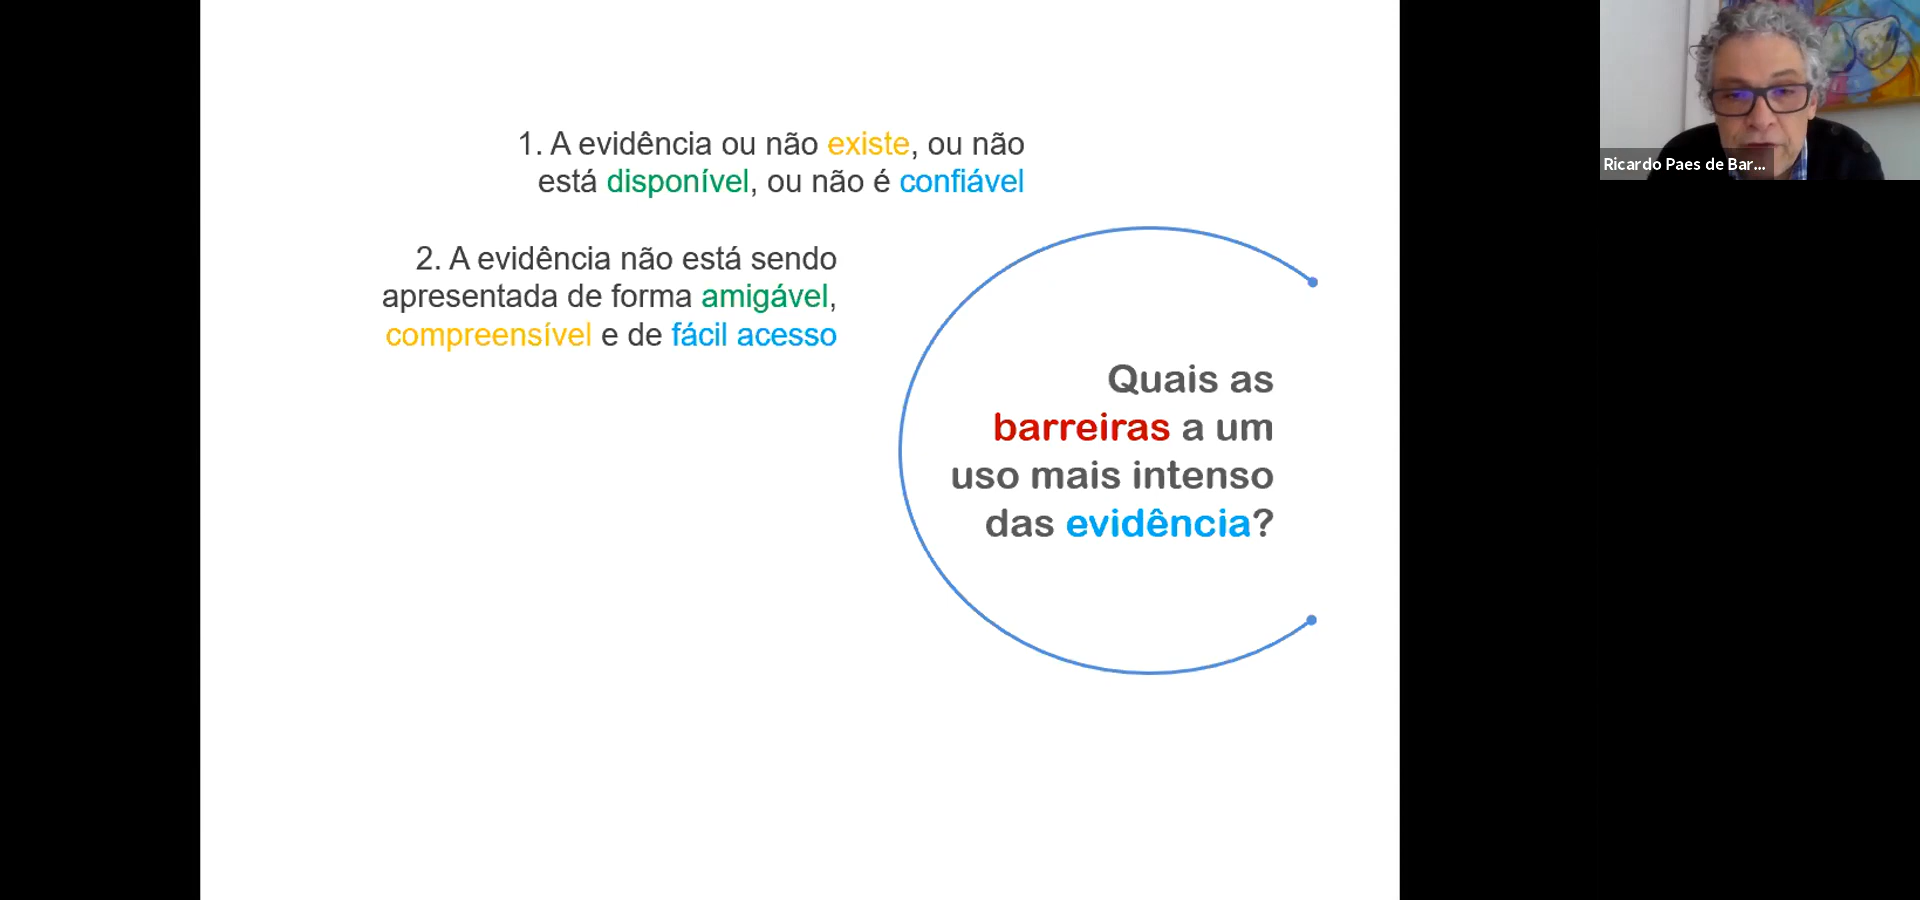 1. A evidência ou não existe, ou não
está disponível, ou não é confiável
2. A evidência não está sendo
apresentada de forma amigável,
compreensível e de fácil acesso
Quais as
barreiras a um
uso mais intenso
das evidência?
Ricardo Paes de Bar...